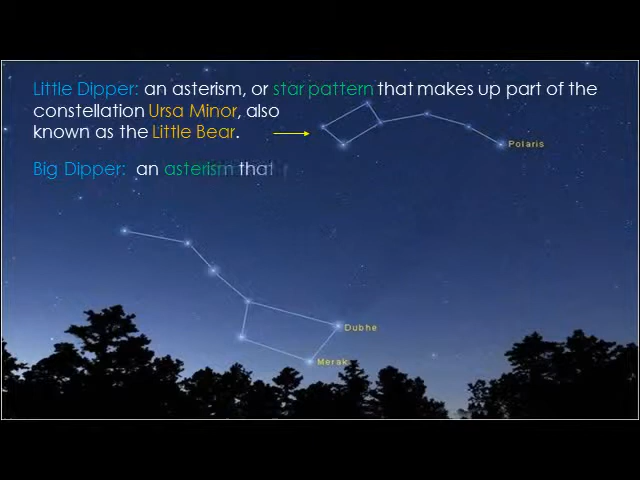 Little Dipper: an asterism, or star pattern that makes up part of the
constellation Ursa Minor, also
known as the Little Bear.
Polaris
Big Dipper: an asterism that
Dubhe
Merak